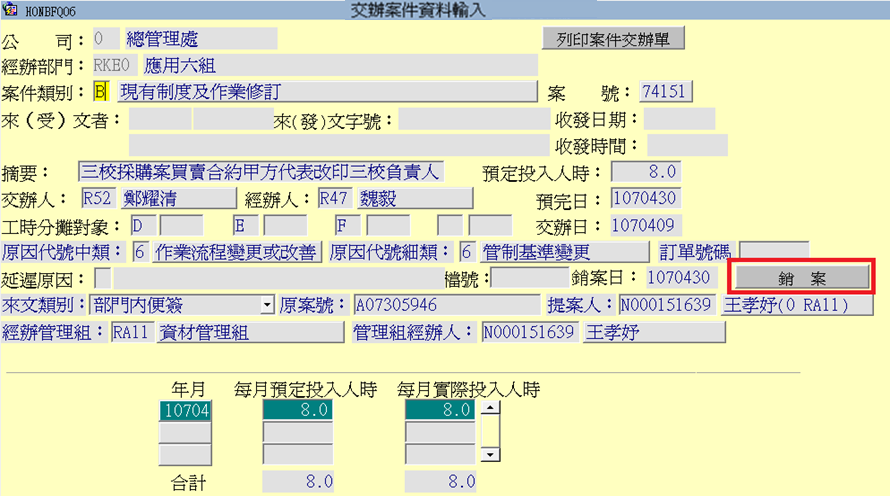 HONBFQ06 交辦案件資料輸入
公 司：0 總管理處 列印案件交辦單
經辦部門：RKE0 應用六組
案件類別：B 現有制度及作業修訂 案 號：74151
來（受）文者： 來(發)文字號： 收發日期：
收發時間：
摘要： 三校採購案買賣合約甲方代表改印三校負責人 預定投入人時： 8.0
交辦人：R52 鄭耀清 經辦人：R47 魏毅 預完日：1070430
工時分攤對象：D E F 交辦日：1070409
原因代號中類：6 作業流程變更或改善 原因代號細類：6 管制基準變更 訂單號碼
延遲原因： 檔號： 銷案日： 1070430 銷 案
來文類別：部門內便簽 原案號：A07305946 提案人：N000151639 王孝妤(0 RA11)
經辦管理組：RA11 資材管理組 管理組經辦人：N000151639 王孝妤
年月 每月預定投入人時 每月實際投入人時
10704 8.0 8.0
合計 8.0 8.0